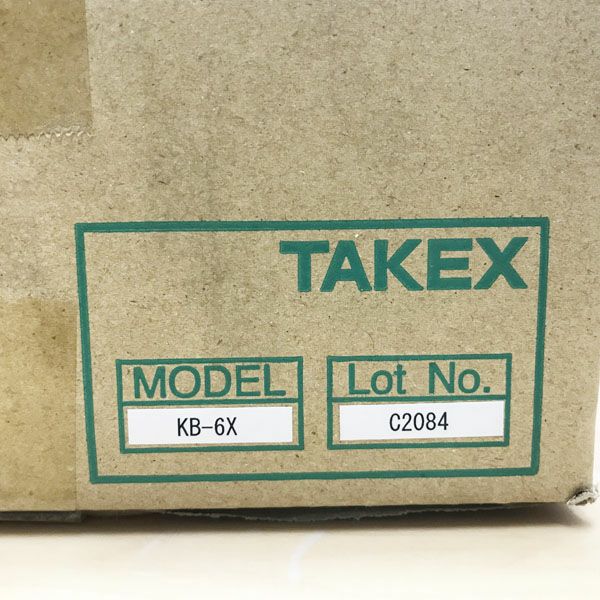 TAKEX
MODEL
KB-6X
Lot No.
C2084